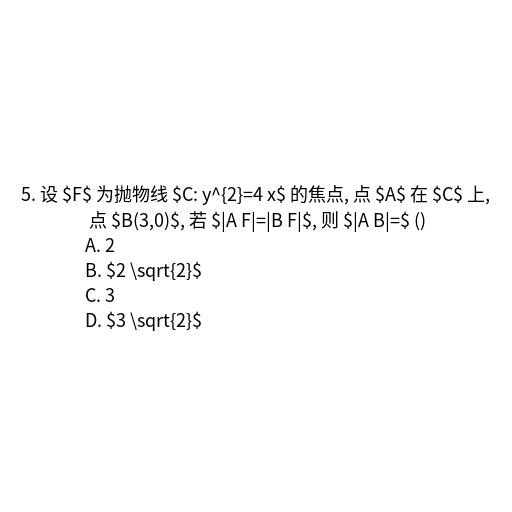 5. 设 $F$ 为抛物线 $C: y^{2}=4 x$ 的焦点, 点 $A$ 在 $C$ 上,
点 $B(3,0)$, 若 $|A F|=|B F|$, 则 $|A B|=$ ()
A. 2
B. $2 \sqrt{2}$
C. 3
D. $3 \sqrt{2}$